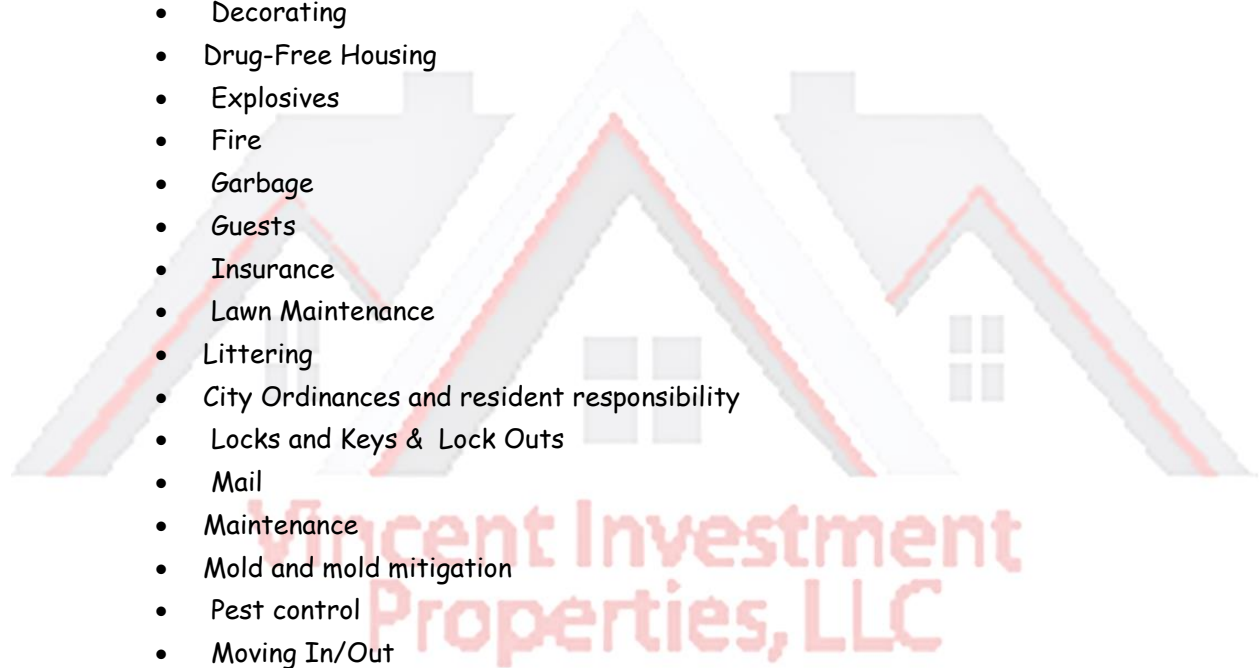 • Decorating
• Drug-Free Housing
• Explosives
• Fire
• Garbage
• Guests
• Insurance
• Lawn Maintenance
• Littering
• City Ordinances and resident responsibility
• Locks and Keys & Lock Outs
• Mail
• Maintenance
• Mold and mold mitigation
• Pest control
• Moving In/Out
Vincent Investment
Properties, LLC